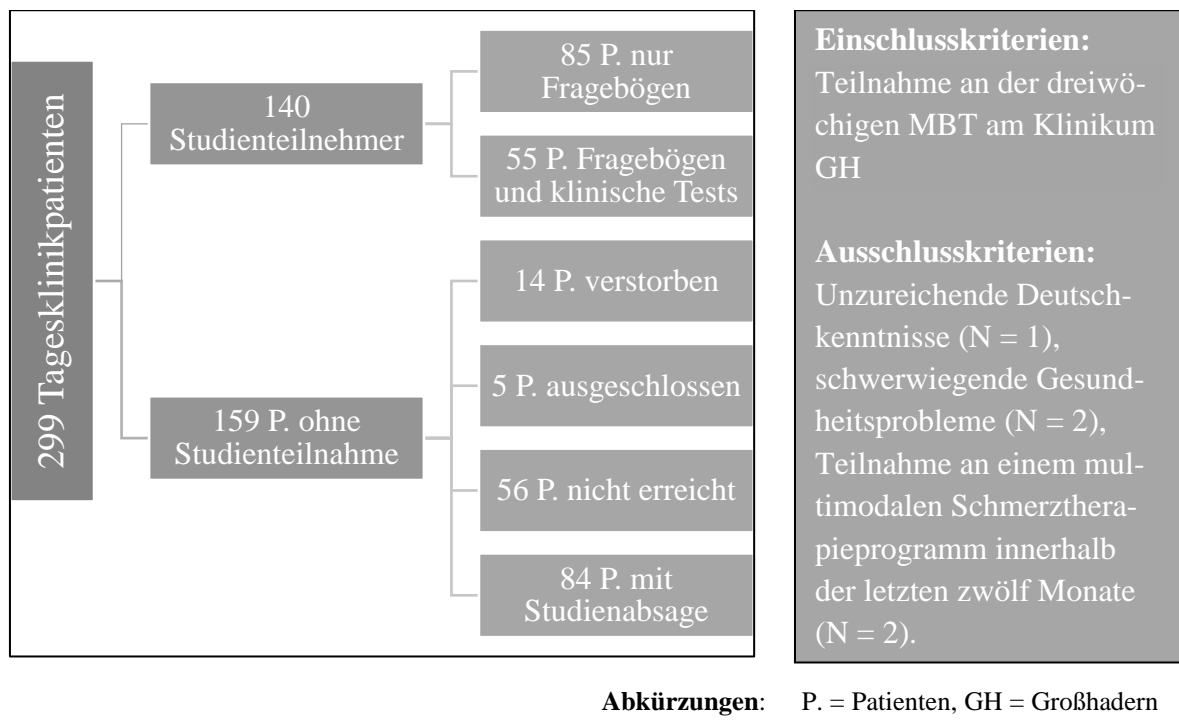 299 Tagesklinikpatienten
140
Studienteilnehmer
85 P. nur
Fragebögen
55 P. Fragebögen
und klinische Tests
159 P. ohne
Studienteilnahme
14 P. verstorben
5 P. ausgeschlossen
56 P. nicht erreicht
84 P. mit
Studienabsage
Einschlusskriterien:
Teilnahme an der dreiwö-
chigen MBT am Klinikum
GH
Ausschlusskriterien:
Unzureichende Deutsch-
kenntnisse (N = 1),
schwerwiegende Gesund-
heitsprobleme (N = 2),
Teilnahme an einem mul-
timodalen Schmerzthera-
pieprogramm innerhalb
der letzten zwölf Monate
(N = 2).
Abkürzungen: P. = Patienten, GH = Großhadern